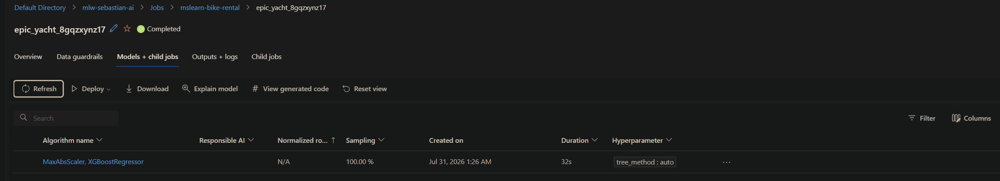 Default Directory > mlw-sebastian-ai > Jobs > mslearn-bike-rental > epic_yacht_8gqzxynz17
epic_yacht_8gqzxynz17 Completed
Overview Data guardrails Models + child jobs Outputs + logs Child jobs
Refresh Deploy Download Explain model # View generated code Reset view
Search Filter Columns
Algorithm name Responsible AI Normalized ro... ↑ Sampling Created on Duration Hyperparameter
MaxAbsScaler, XGBoostRegressor N/A 100.00 % Jul 31, 2026 1:26 AM 32s tree_method : auto ...